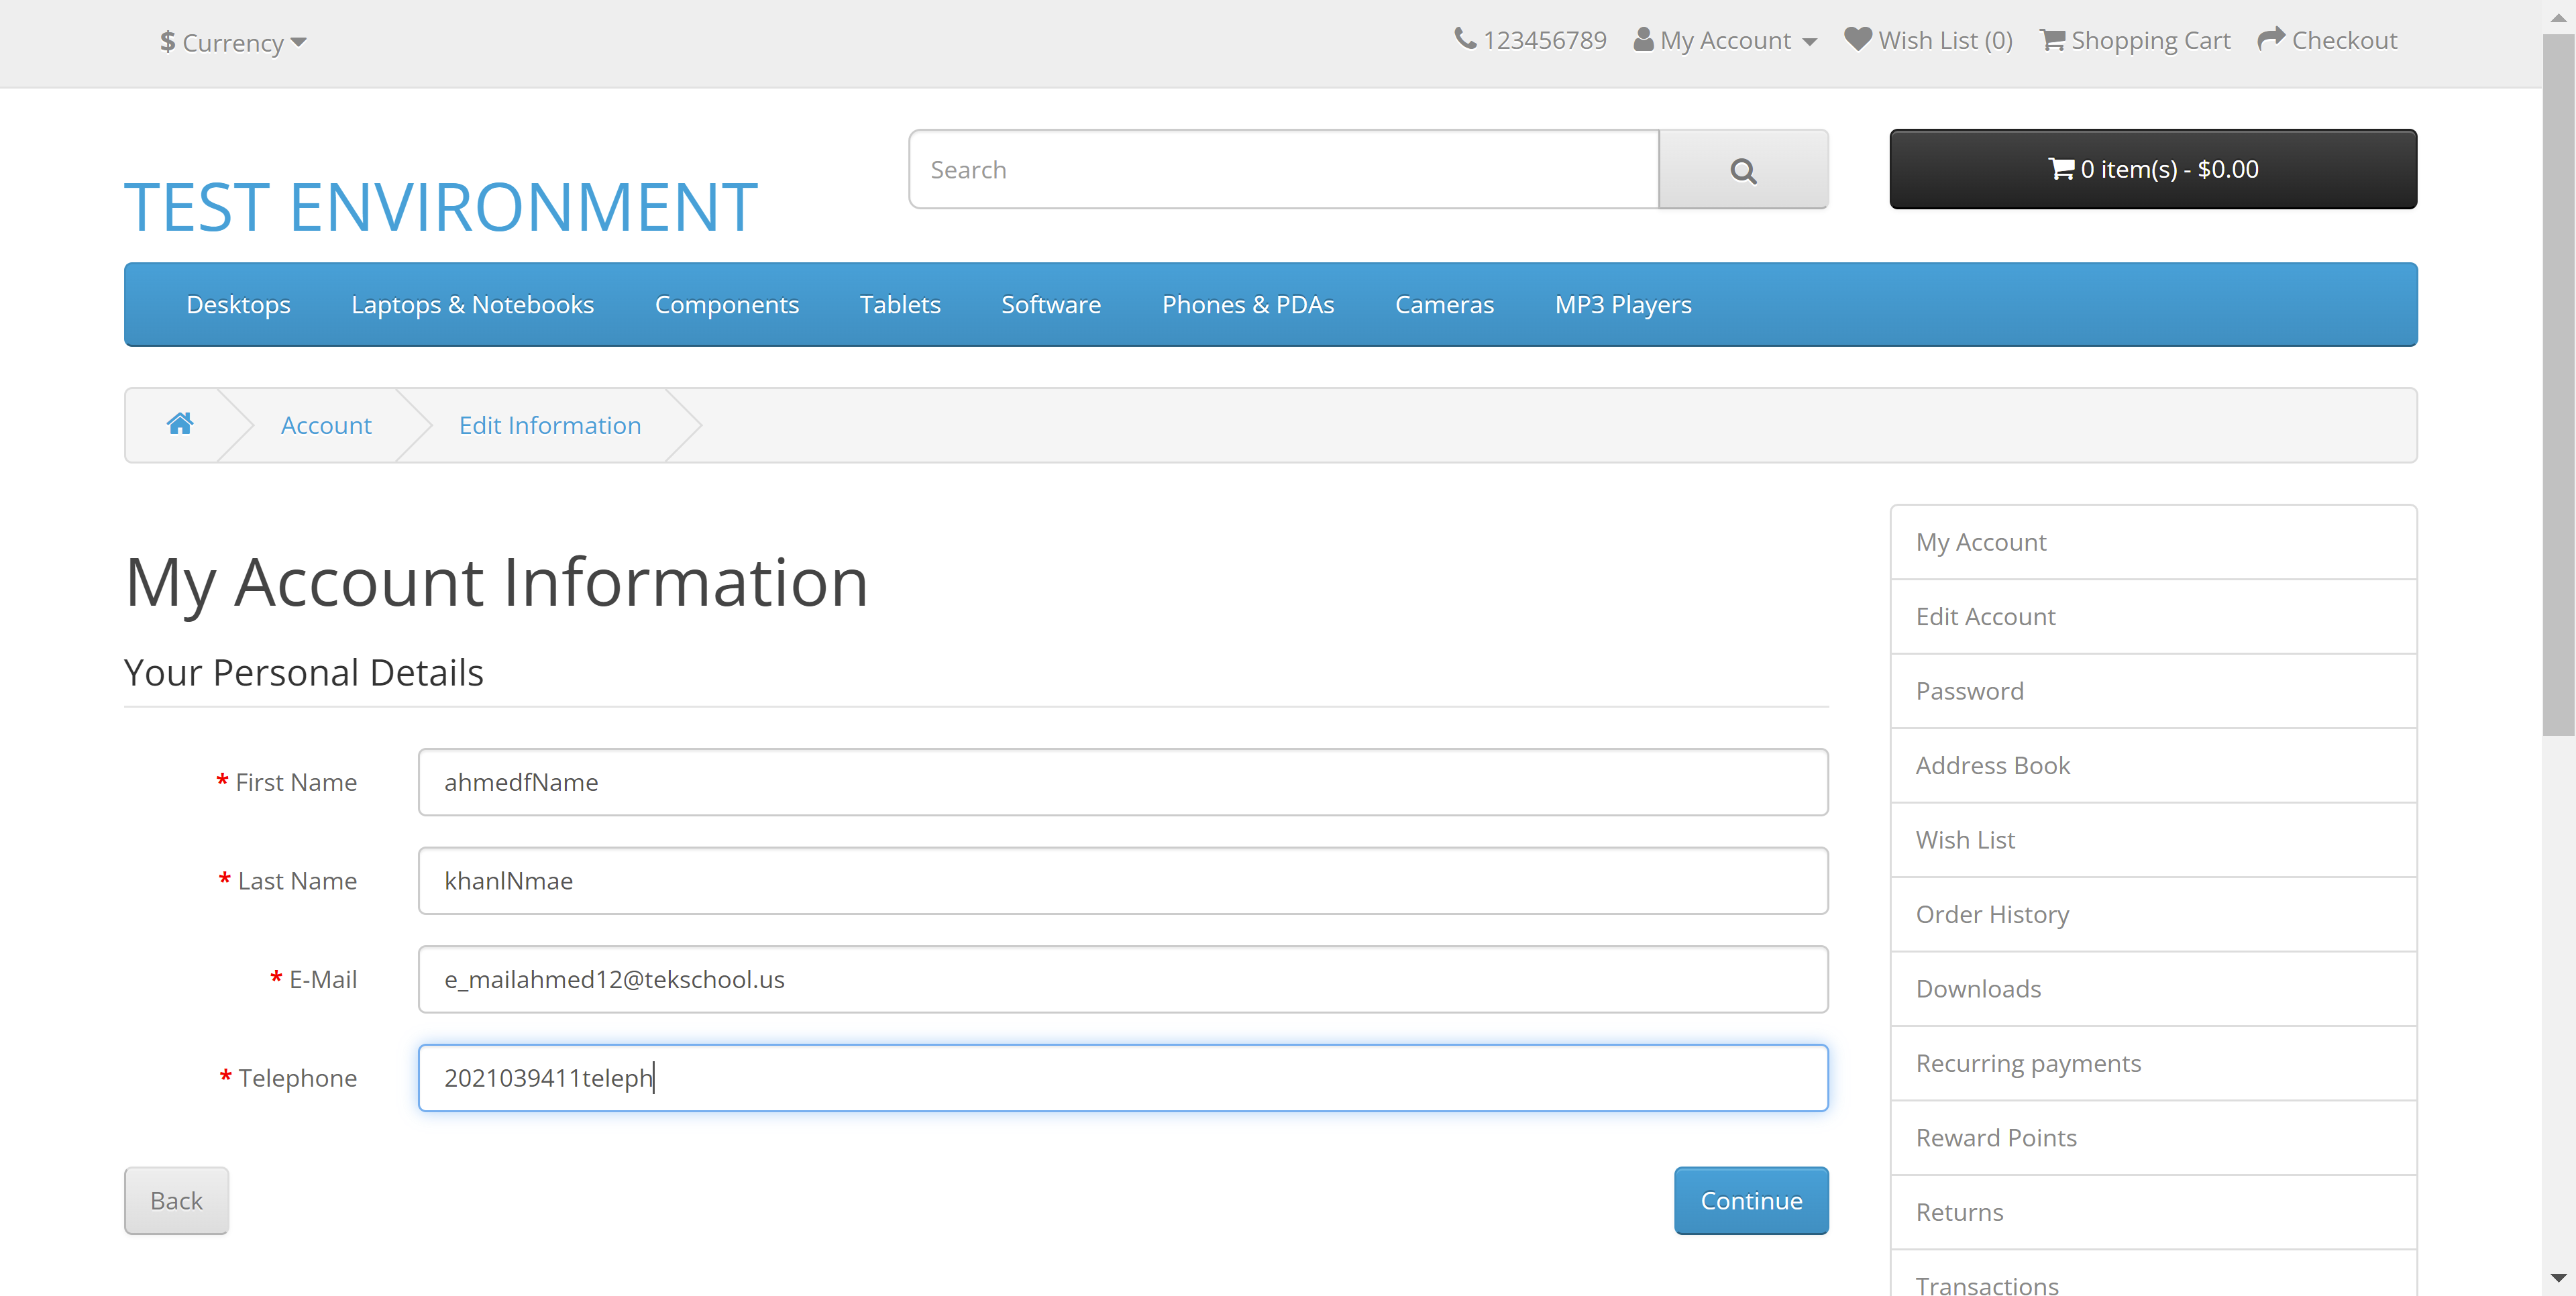 $ Currency
123456789 My Account Wish List (0) Shopping Cart Checkout
TEST ENVIRONMENT
Search
0 item(s) - $0.00
Desktops Laptops & Notebooks Components Tablets Software Phones & PDAs Cameras MP3 Players
Account Edit Information
My Account Information
Your Personal Details
* First Name ahmedfName
* Last Name khanlNmae
* E-Mail e_mailahmed12@tekschool.us
* Telephone 2021039411teleph
Back Continue
My Account
Edit Account
Password
Address Book
Wish List
Order History
Downloads
Recurring payments
Reward Points
Returns
Transactions